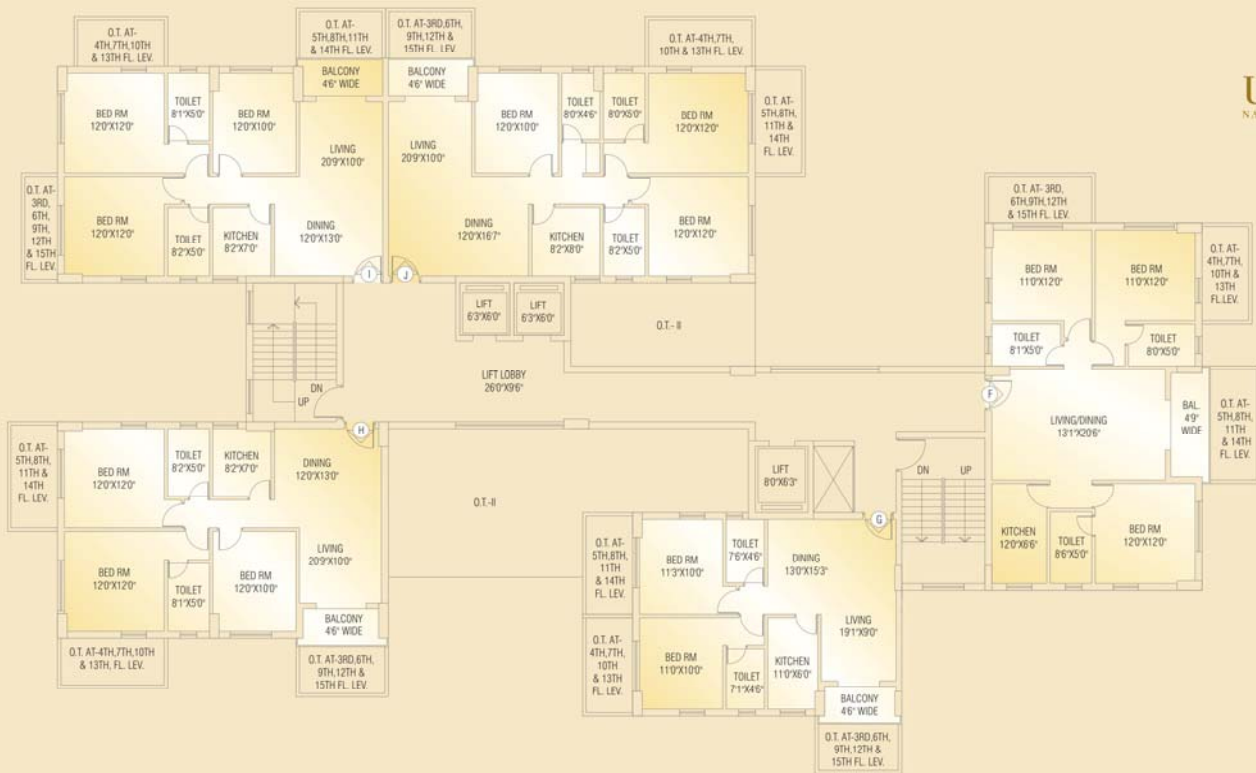 O.T. AT-
4TH,7TH,10TH
& 13TH FL. LEV.
O.T. AT-
5TH,8TH,11TH
& 14TH FL. LEV.
O.T. AT-3RD,6TH,
9TH,12TH &
15TH FL. LEV.
O.T. AT-4TH,7TH,
10TH & 13TH FL. LEV.
BALCONY
4'6" WIDE
BALCONY
4'6" WIDE
BED RM
12'0"X12'0"
TOILET
8'1"X5'0"
BED RM
12'0"X10'0"
LIVING
20'9"X10'0"
LIVING
20'9"X10'0"
BED RM
12'0"X10'0"
TOILET
8'0"X4'6"
TOILET
8'0"X5'0"
BED RM
12'0"X12'0"
O.T. AT-
5TH,8TH,
11TH &
14TH
FL. LEV.
O.T. AT-
3RD,
6TH,
9TH,
12TH
& 15TH
FL. LEV.
BED RM
12'0"X12'0"
TOILET
8'2"X5'0"
KITCHEN
8'2"X7'0"
DINING
12'0"X13'0"
DINING
12'0"X16'7"
KITCHEN
8'2"X8'0"
TOILET
8'2"X5'0"
BED RM
12'0"X12'0"
I
J
LIFT
6'3"X6'0"
LIFT
6'3"X6'0"
O.T.- II
LIFT LOBBY
26'0"X9'6"
DN
UP
U
O.T. AT- 3RD,
6TH,9TH,12TH
& 15TH FL. LEV.
BED RM
11'0"X12'0"
BED RM
11'0"X12'0"
O.T. AT-
4TH,7TH,
10TH
& 13TH
FL.LEV.
TOILET
8'1"X5'0"
TOILET
8'0"X5'0"
F
LIVING/DINING
13'1"X20'6"
BAL.
4'9"
WIDE
O.T. AT-
5TH,8TH,
11TH
& 14TH
FL. LEV.
KITCHEN
12'0"X6'6"
TOILET
8'6"X5'0"
BED RM
12'0"X12'0"
H
O.T. AT-
5TH,8TH,
11TH &
14TH
FL. LEV.
BED RM
12'0"X12'0"
TOILET
8'2"X5'0"
KITCHEN
8'2"X7'0"
DINING
12'0"X13'0"
BED RM
12'0"X12'0"
TOILET
8'1"X5'0"
BED RM
12'0"X10'0"
LIVING
20'9"X10'0"
BALCONY
4'6" WIDE
O.T. AT-4TH,7TH,10TH
& 13TH, FL. LEV.
O.T. AT-3RD,6TH,
9TH,12TH &
15TH FL. LEV.
O.T.-II
LIFT
8'0"X6'3"
DN
UP
G
O.T. AT-
5TH,8TH,
11TH
& 14TH
FL. LEV.
BED RM
11'3"X10'0"
TOILET
7'6"X4'6"
DINING
13'0"X15'3"
O.T. AT-
4TH,7TH,
10TH
& 13TH
FL. LEV.
BED RM
11'0"X10'0"
TOILET
7'1"X4'6"
KITCHEN
11'0"X6'0"
LIVING
19'1"X9'0"
BALCONY
4'6" WIDE
O.T. AT-3RD,6TH,
9TH,12TH &
15TH FL. LEV.